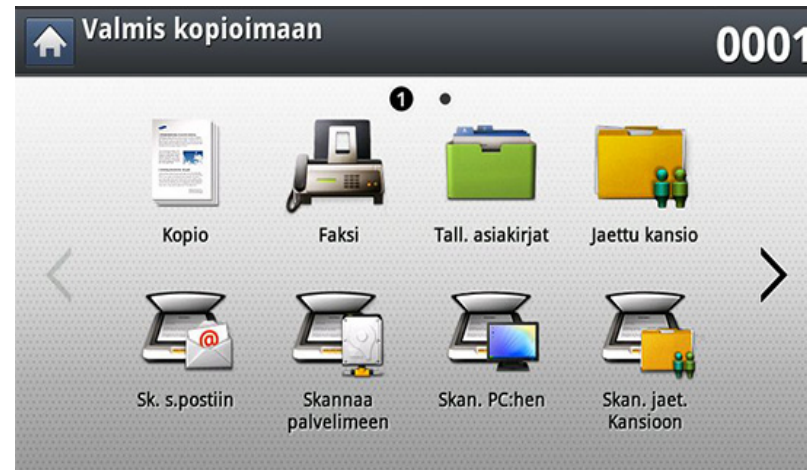 Valmis kopioimaan
0001
1
Kopio
Faksi
Tall. asiakirjat
Jaettu kansio
@
Sk. s.postiin
Skannaa
palvelimeen
Skan. PC:hen
Skan. jaet.
Kansioon